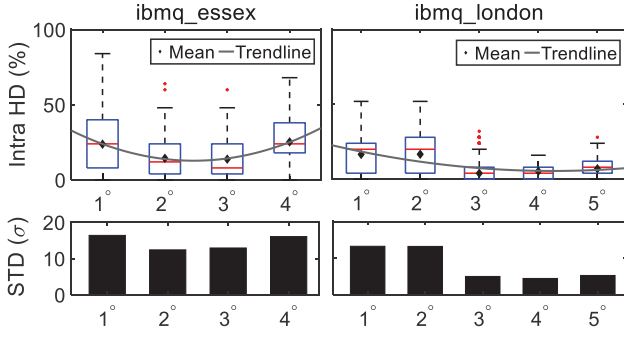 ibmq_essex ibmq_london
Intra HD (%)
100
50
0
Mean Trendline
Mean Trendline
1° 2° 3° 4°
1° 2° 3° 4° 5°
STD (σ)
20
10
0
1° 2° 3° 4°
1° 2° 3° 4° 5°